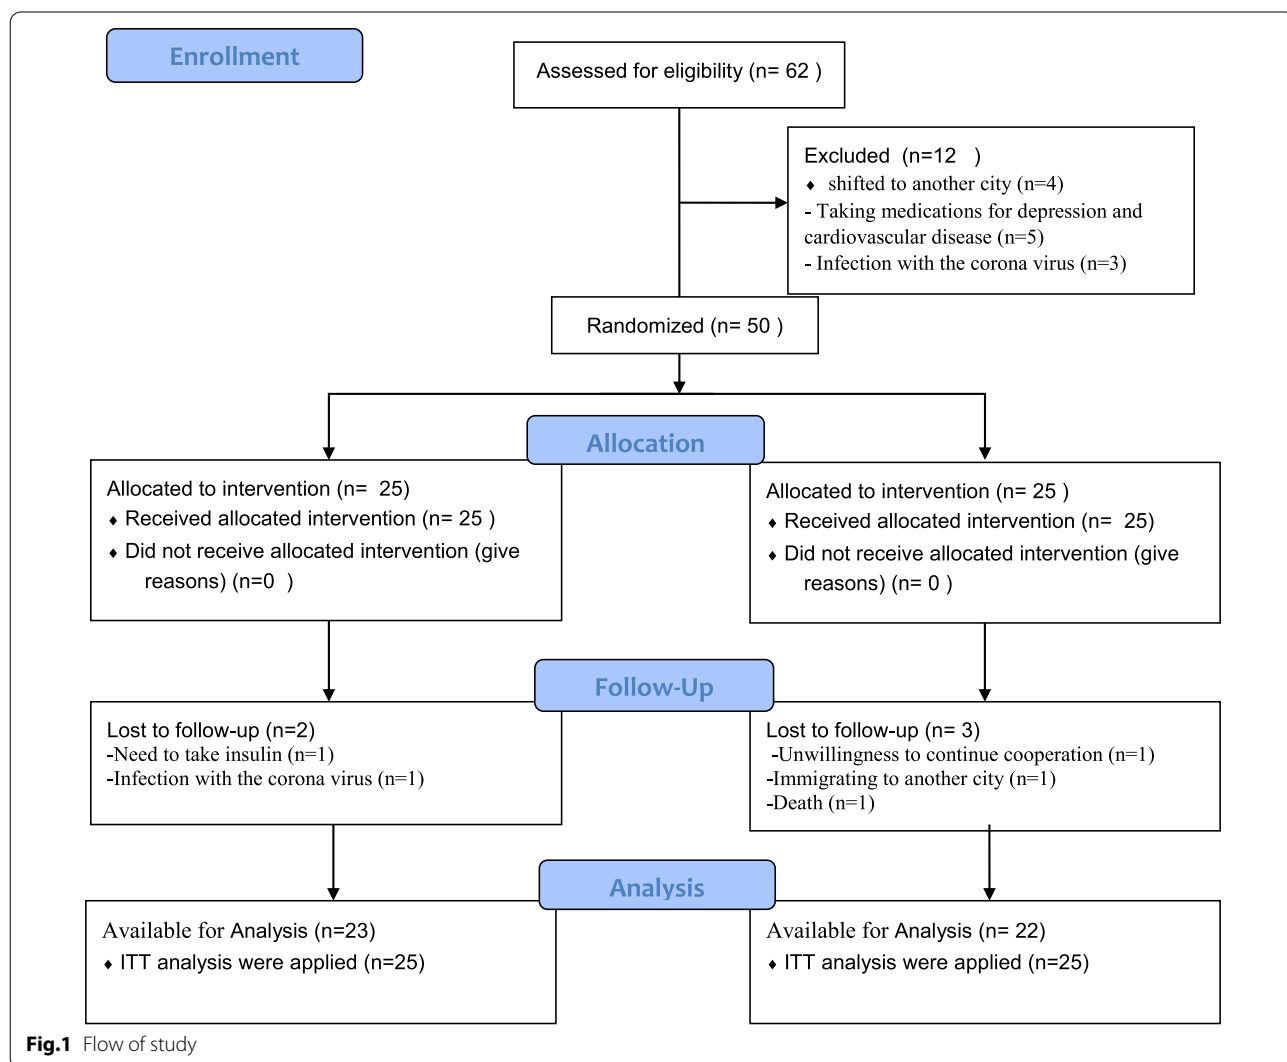 Enrollment
Assessed for eligibility (n= 62 )
Excluded (n=12 )
♦ shifted to another city (n=4)
- Taking medications for depression and
cardiovascular disease (n=5)
- Infection with the corona virus (n=3)
Randomized (n= 50 )
Allocation
Allocated to intervention (n= 25)
♦ Received allocated intervention (n= 25 )
♦ Did not receive allocated intervention (give
reasons) (n=0 )
Allocated to intervention (n= 25 )
♦ Received allocated intervention (n= 25)
♦ Did not receive allocated intervention (give
reasons) (n= 0 )
Follow-Up
Lost to follow-up (n=2)
-Need to take insulin (n=1)
-Infection with the corona virus (n=1)
Lost to follow-up (n= 3)
-Unwillingness to continue cooperation (n=1)
-Immigrating to another city (n=1)
-Death (n=1)
Analysis
Available for Analysis (n=23)
♦ ITT analysis were applied (n=25)
Available for Analysis (n= 22)
♦ ITT analysis were applied (n=25)
Fig.1 Flow of study